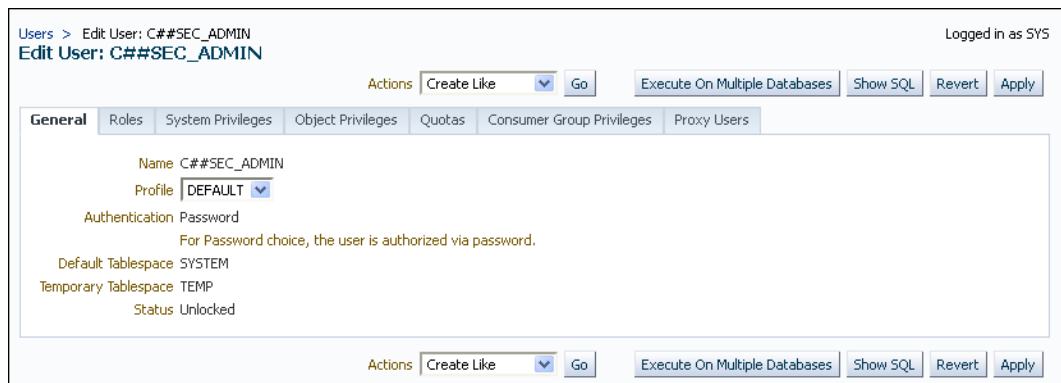 Users > Edit User: C##SEC_ADMIN Logged in as SYS
Edit User: C##SEC_ADMIN
Actions Create Like Go Execute On Multiple Databases Show SQL Revert Apply
General Roles System Privileges Object Privileges Quotas Consumer Group Privileges Proxy Users
Name C##SEC_ADMIN
Profile DEFAULT
Authentication Password
For Password choice, the user is authorized via password.
Default Tablespace SYSTEM
Temporary Tablespace TEMP
Status Unlocked
Actions Create Like Go Execute On Multiple Databases Show SQL Revert Apply